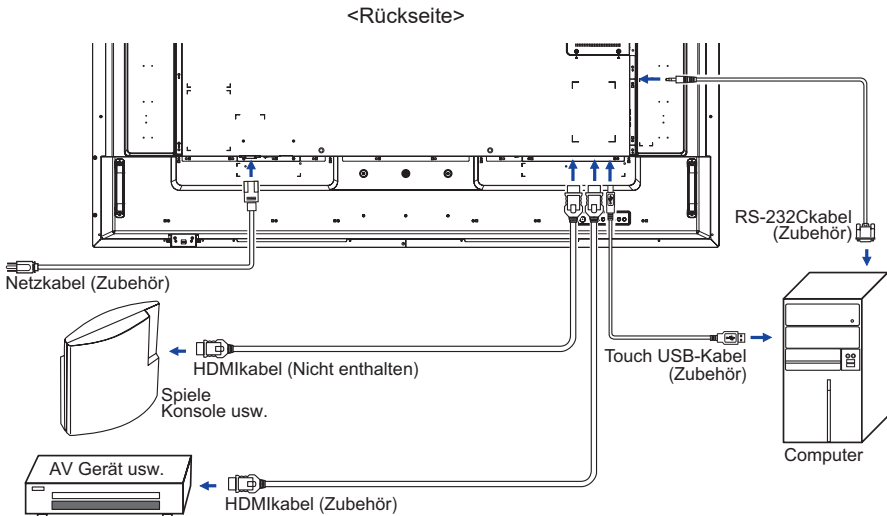 <Rückseite>
RS-232Ckabel
(Zubehör)
Netzkabel (Zubehör)
HDMIkabel (Nicht enthalten)
Touch USB-Kabel
(Zubehör)
Spiele
Konsole usw.
Computer
AV Gerät usw.
HDMIkabel (Zubehör)